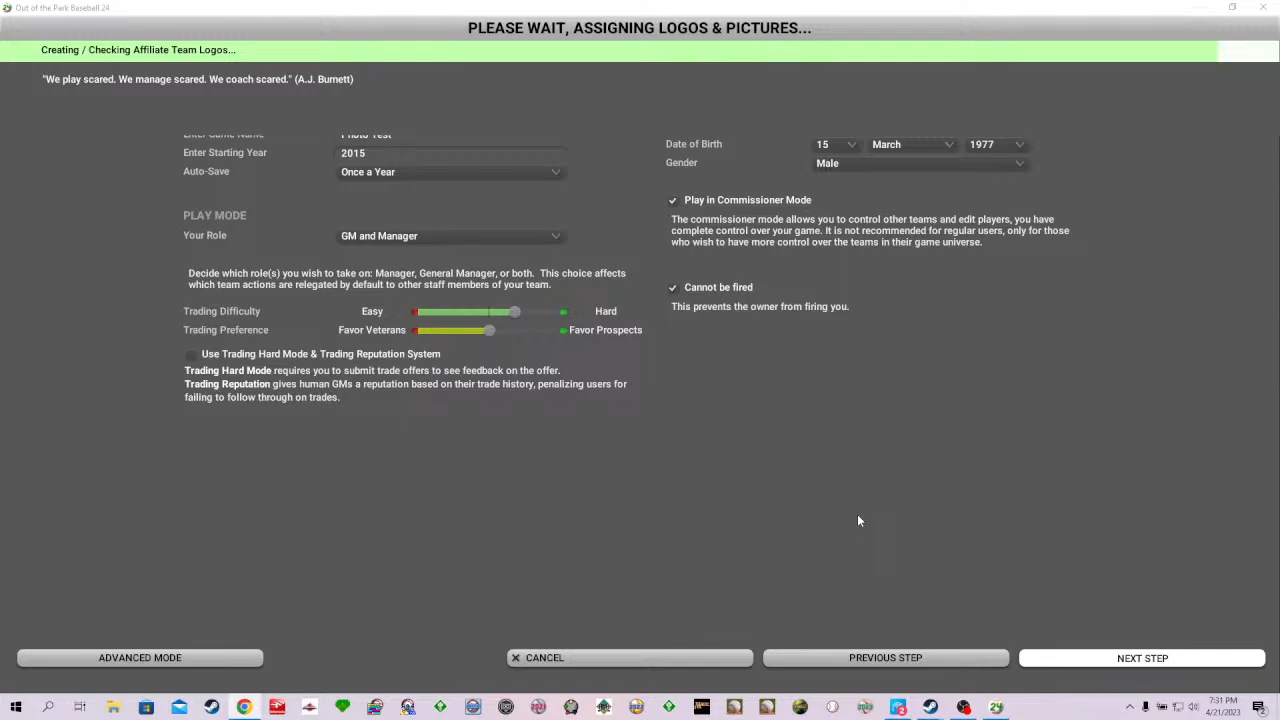 Out of the Park Baseball 24
PLEASE WAIT, ASSIGNING LOGOS & PICTURES...
Creating / Checking Affiliate Team Logos...
"We play scared. We manage scared. We coach scared." (A.J. Burnett)
Enter Game Name Photo Test
Enter Starting Year 2015
Auto-Save Once a Year
PLAY MODE
Your Role GM and Manager
Decide which role(s) you wish to take on: Manager, General Manager, or both. This choice affects
which team actions are relegated by default to other staff members of your team.
Trading Difficulty Easy Hard
Trading Preference Favor Veterans Favor Prospects
Use Trading Hard Mode & Trading Reputation System
Trading Hard Mode requires you to submit trade offers to see feedback on the offer.
Trading Reputation gives human GMs a reputation based on their trade history, penalizing users for
failing to follow through on trades.
Date of Birth 15 March 1977
Gender Male
Play in Commissioner Mode
The commissioner mode allows you to control other teams and edit players, you have
complete control over your game. It is not recommended for regular users, only for those
who wish to have more control over the teams in their game universe.
Cannot be fired
This prevents the owner from firing you.
ADVANCED MODE
CANCEL
PREVIOUS STEP
NEXT STEP
7:31 PM
4/21/2023